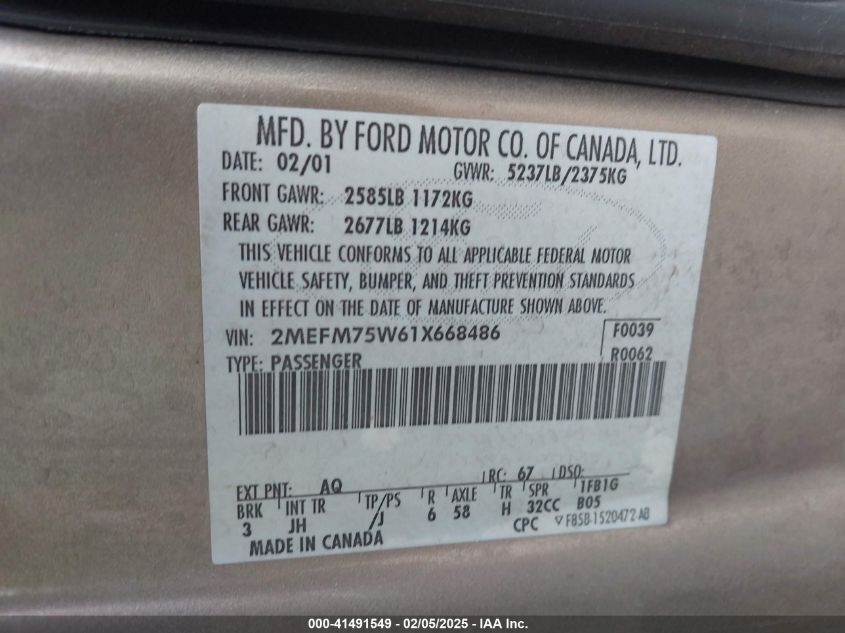 MFD. BY FORD MOTOR CO. OF CANADA, LTD.
DATE: 02/01 GVWR: 5237LB/2375KG
FRONT GAWR: 2585LB 1172KG
REAR GAWR: 2677LB 1214KG
THIS VEHICLE CONFORMS TO ALL APPLICABLE FEDERAL MOTOR
VEHICLE SAFETY, BUMPER, AND THEFT PREVENTION STANDARDS
IN EFFECT ON THE DATE OF MANUFACTURE SHOWN ABOVE.
VIN: 2MEFM75W61X668486 F0039
TYPE: PASSENGER R0062
EXT PNT: AQ RC: 67 DSO:
BRK INT TR TP/PS R AXLE TR SPR 1FB1G
3 JH /J 6 58 H 32CC B05
MADE IN CANADA CPC ▽F85B-1520472-AB
000-41491549 - 02/05/2025 - IAA Inc.